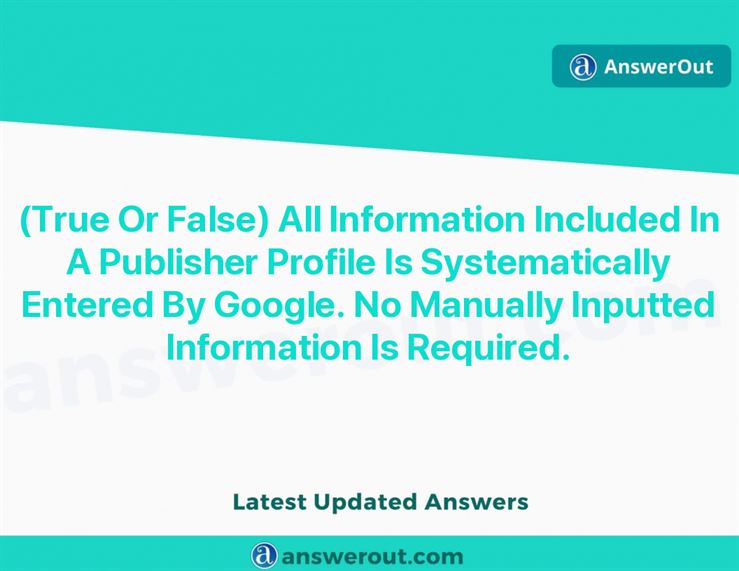 AnswerOut
(True Or False) All Information Included In
A Publisher Profile Is Systematically
Entered By Google. No Manually Inputted
Information Is Required.
answerout.com
Latest Updated Answers
answerout.com